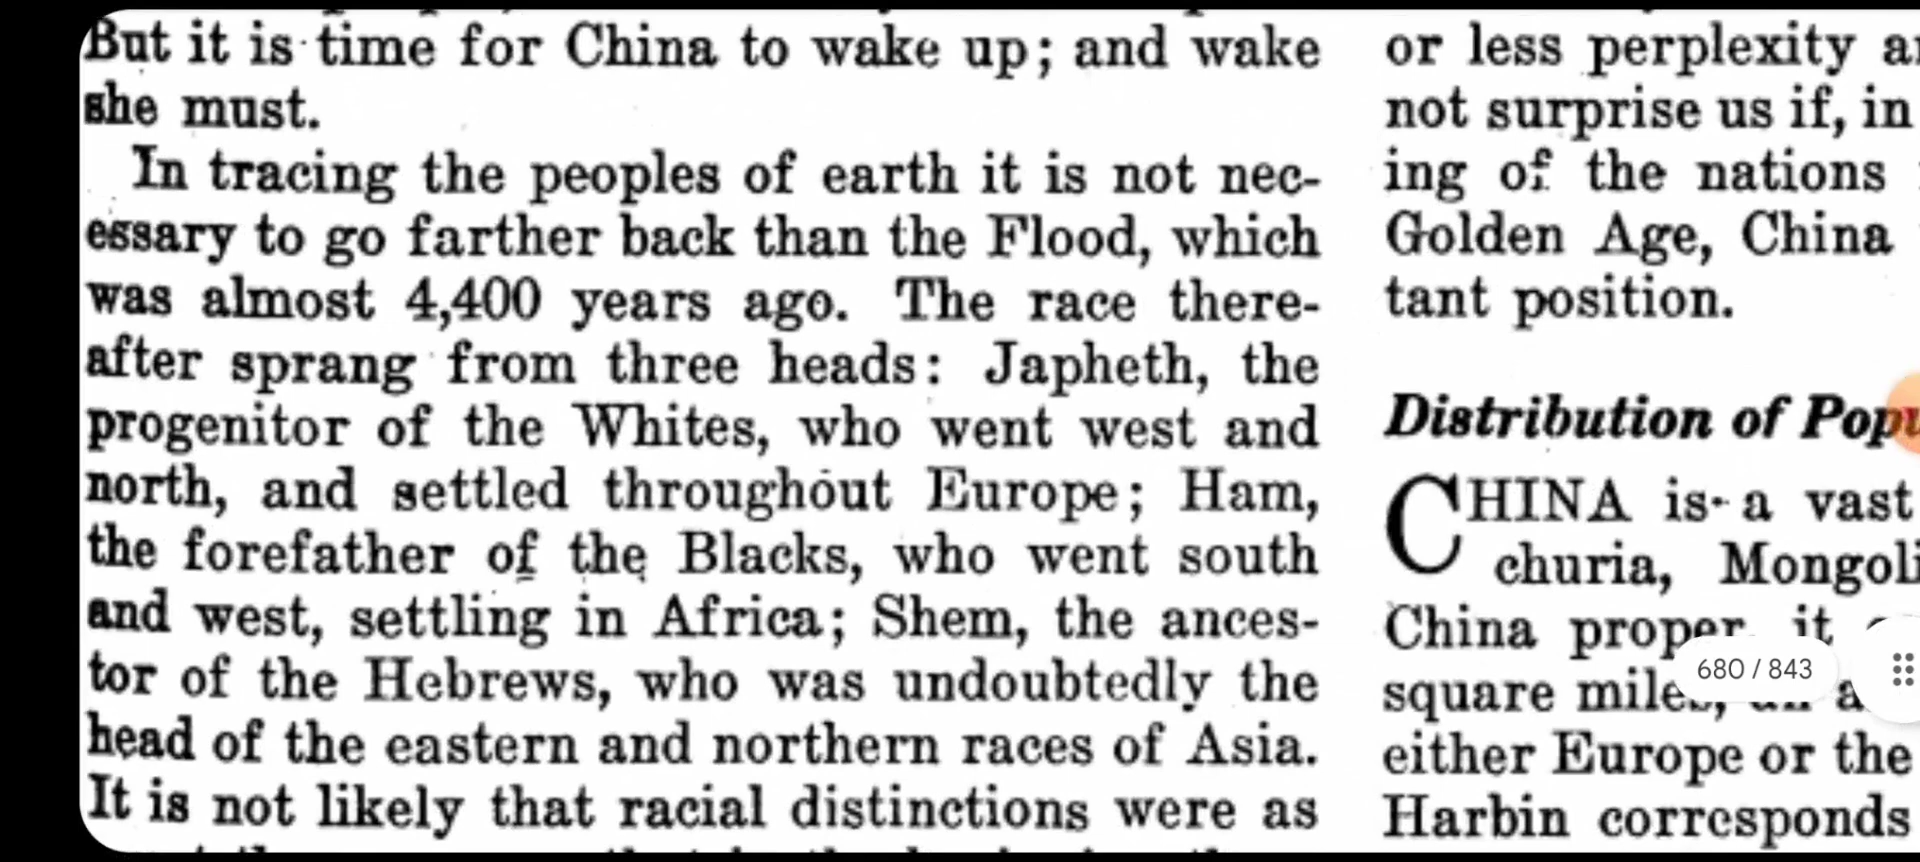 But it is time for China to wake up; and wake
she must.
In tracing the peoples of earth it is not nec-
essary to go farther back than the Flood, which
was almost 4,400 years ago. The race there-
after sprang from three heads: Japheth, the
progenitor of the Whites, who went west and
north, and settled throughout Europe; Ham,
the forefather of the Blacks, who went south
and west, settling in Africa; Shem, the ances-
tor of the Hebrews, who was undoubtedly the
head of the eastern and northern races of Asia.
It is not likely that racial distinctions were as
or less perplexity
not surprise us if, in
ing of the nations
Golden Age, China
tant position.
Distribution of
CHINA is a vast
churia,
China proper, it
square miles, a
either Europe or the
Harbin corresponds
680 / 843